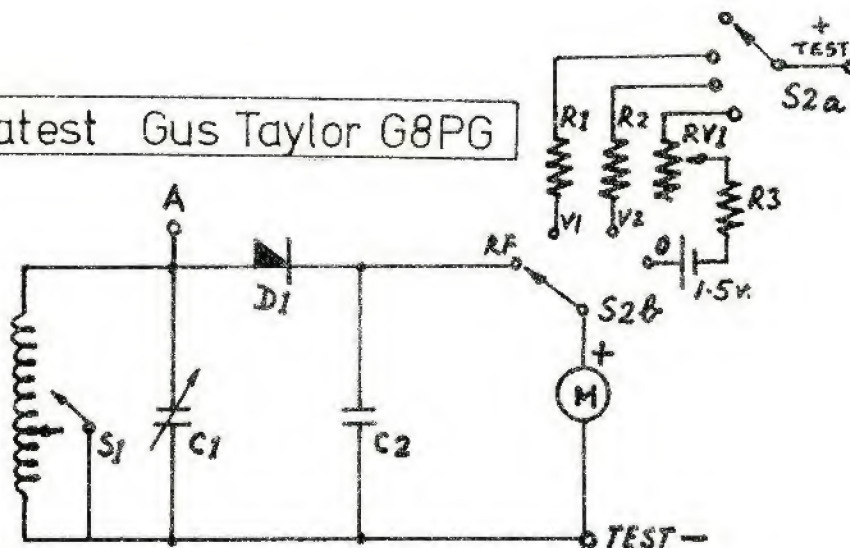 atest Gus Taylor G8PG
+
TEST
S2a
R1
R2
RV1
R3
V1
V2
Ω
1.5v.
A
D1
RF
S2b
+
M
S1
C1
C2
TEST −